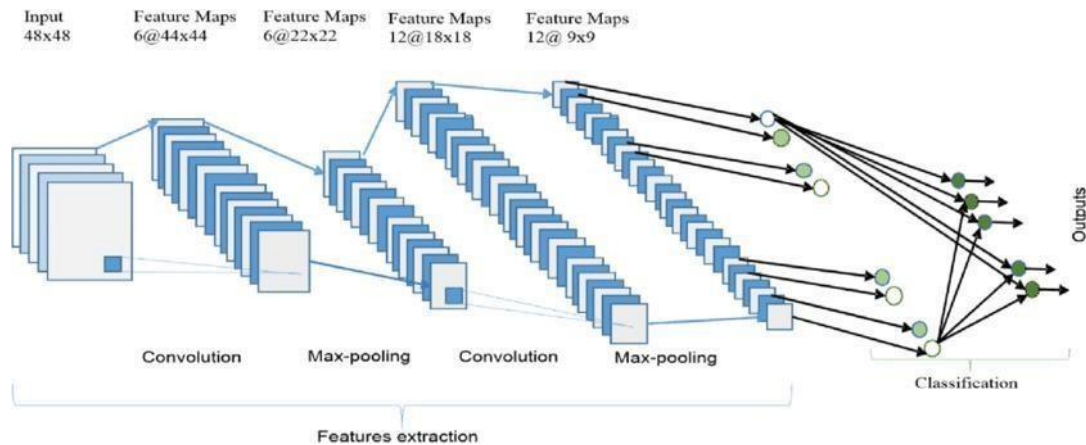 Input
48x48
Feature Maps
6@44x44
Feature Maps
6@22x22
Feature Maps
12@18x18
Feature Maps
12@ 9x9
Outputs
Convolution
Max-pooling
Convolution
Max-pooling
Classification
Features extraction